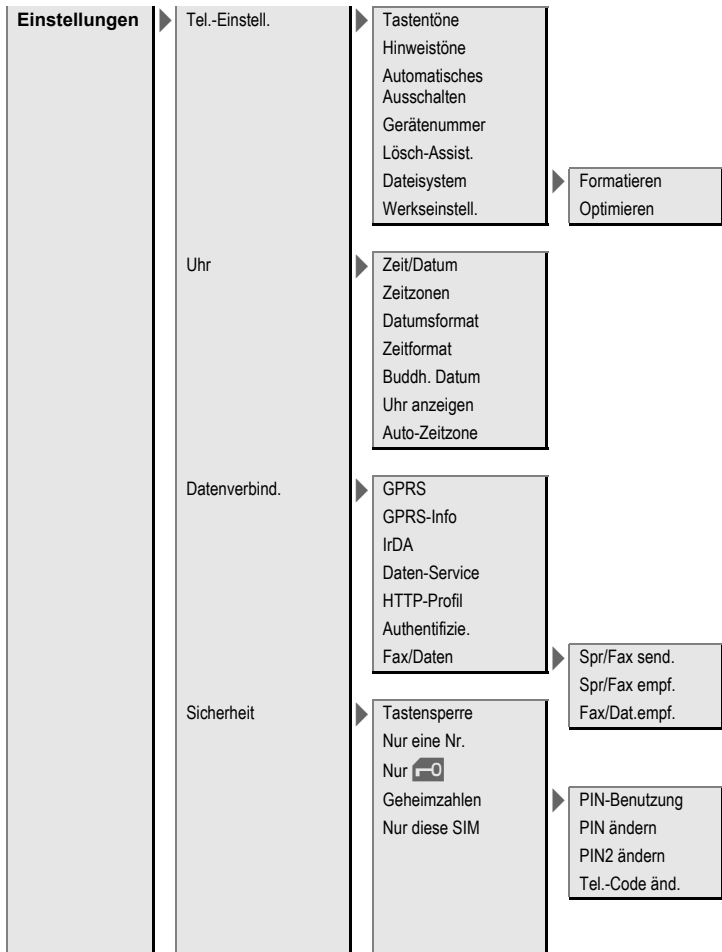 Einstellungen
Tel.-Einstell.
Tastentöne
Hinweistöne
Automatisches
Ausschalten
Gerätenummer
Lösch-Assist.
Dateisystem
Formatieren
Optimieren
Werkseinstell.
Uhr
Zeit/Datum
Zeitzonen
Datumsformat
Zeitformat
Buddh. Datum
Uhr anzeigen
Auto-Zeitzone
Datenverbind.
GPRS
GPRS-Info
IrDA
Daten-Service
HTTP-Profil
Authentifizie.
Fax/Daten
Spr/Fax send.
Spr/Fax empf.
Fax/Dat.empf.
Sicherheit
Tastensperre
Nur eine Nr.
Nur
Geheimzahlen
PIN-Benutzung
PIN ändern
PIN2 ändern
Tel.-Code änd.
Nur diese SIM